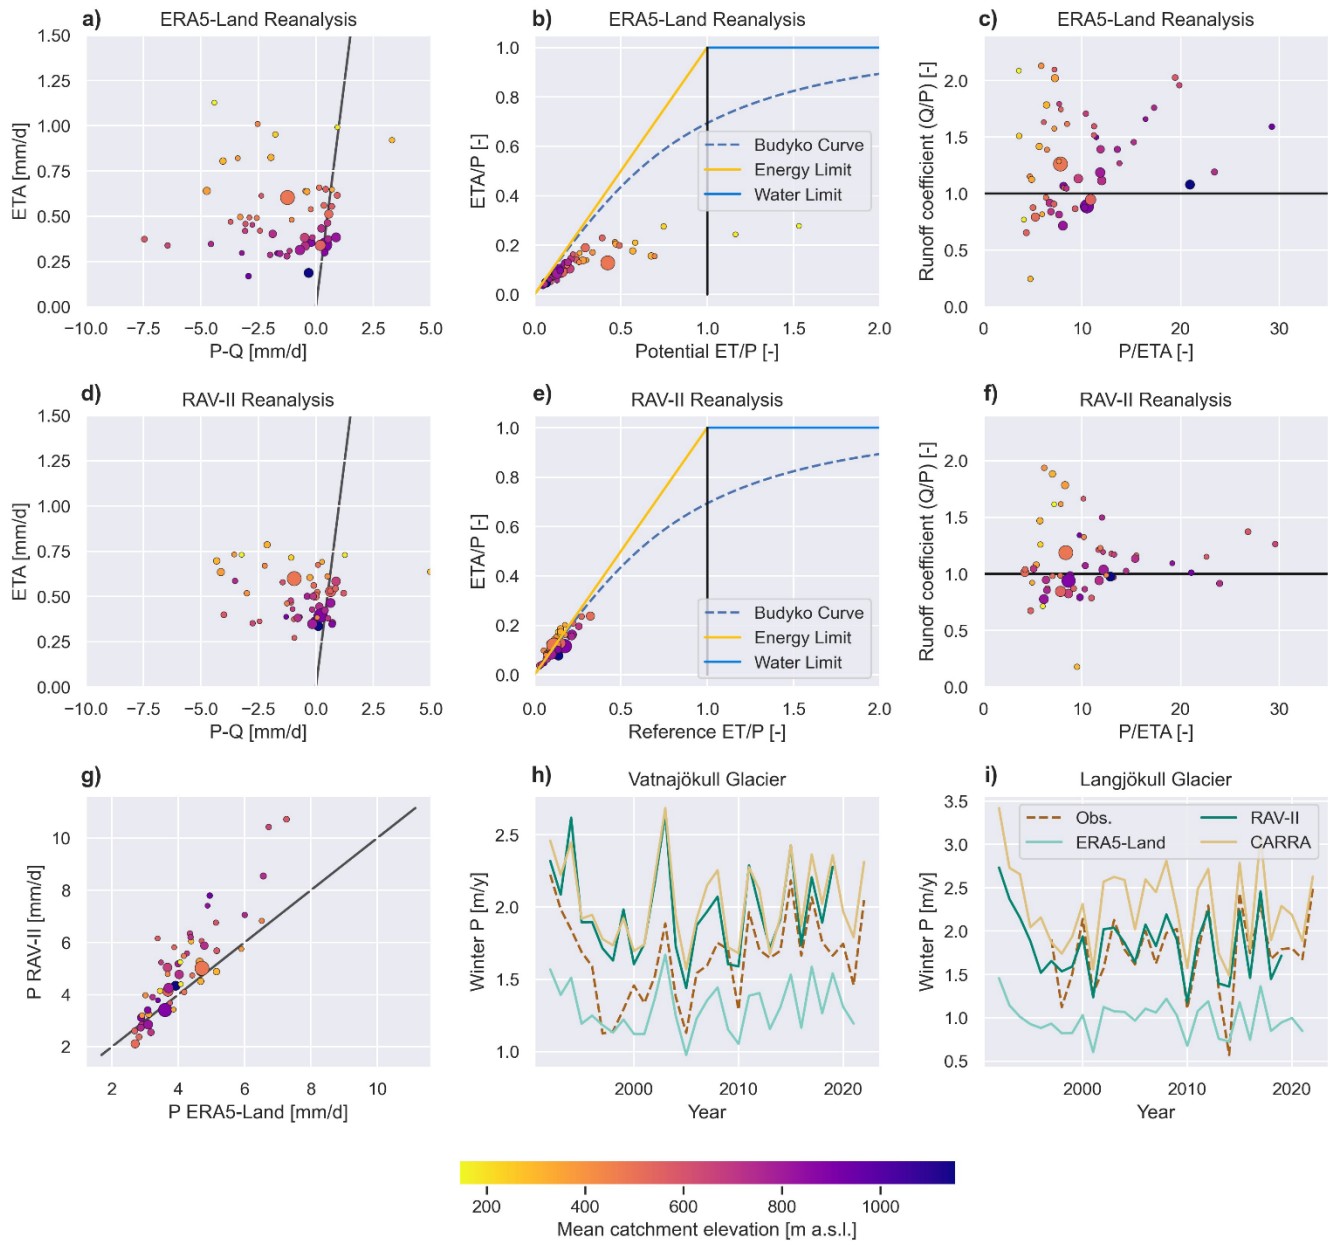 a)
ERA5-Land Reanalysis
1.50
1.25
1.00
0.75
0.50
0.25
0.00
ETA [mm/d]
−10.0
−7.5
−5.0
−2.5
0.0
2.5
5.0
P-Q [mm/d]
b)
ERA5-Land Reanalysis
1.0
0.8
0.6
0.4
0.2
0.0
ETA/P [-]
Budyko Curve
Energy Limit
Water Limit
0.0
0.5
1.0
1.5
2.0
Potential ET/P [-]
c)
ERA5-Land Reanalysis
2.0
1.5
1.0
0.5
0.0
Runoff coefficient (Q/P) [-]
0
10
20
30
P/ETA [-]
d)
RAV-II Reanalysis
1.50
1.25
1.00
0.75
0.50
0.25
0.00
ETA [mm/d]
−10.0
−7.5
−5.0
−2.5
0.0
2.5
5.0
P-Q [mm/d]
e)
RAV-II Reanalysis
1.0
0.8
0.6
0.4
0.2
0.0
ETA/P [-]
Budyko Curve
Energy Limit
Water Limit
0.0
0.5
1.0
1.5
2.0
Reference ET/P [-]
f)
RAV-II Reanalysis
2.0
1.5
1.0
0.5
0.0
Runoff coefficient (Q/P) [-]
0
10
20
30
P/ETA [-]
g)
10
8
6
4
2
P RAV-II [mm/d]
2
4
6
8
10
P ERA5-Land [mm/d]
h)
Vatnajökull Glacier
2.5
2.0
1.5
1.0
Winter P [m/y]
2000
2010
2020
Year
i)
Langjökull Glacier
3.5
3.0
2.5
2.0
1.5
1.0
0.5
Winter P [m/y]
Obs.
ERA5-Land
RAV-II
CARRA
2000
2010
2020
Year
200
400
600
800
1000
Mean catchment elevation [m a.s.l.]